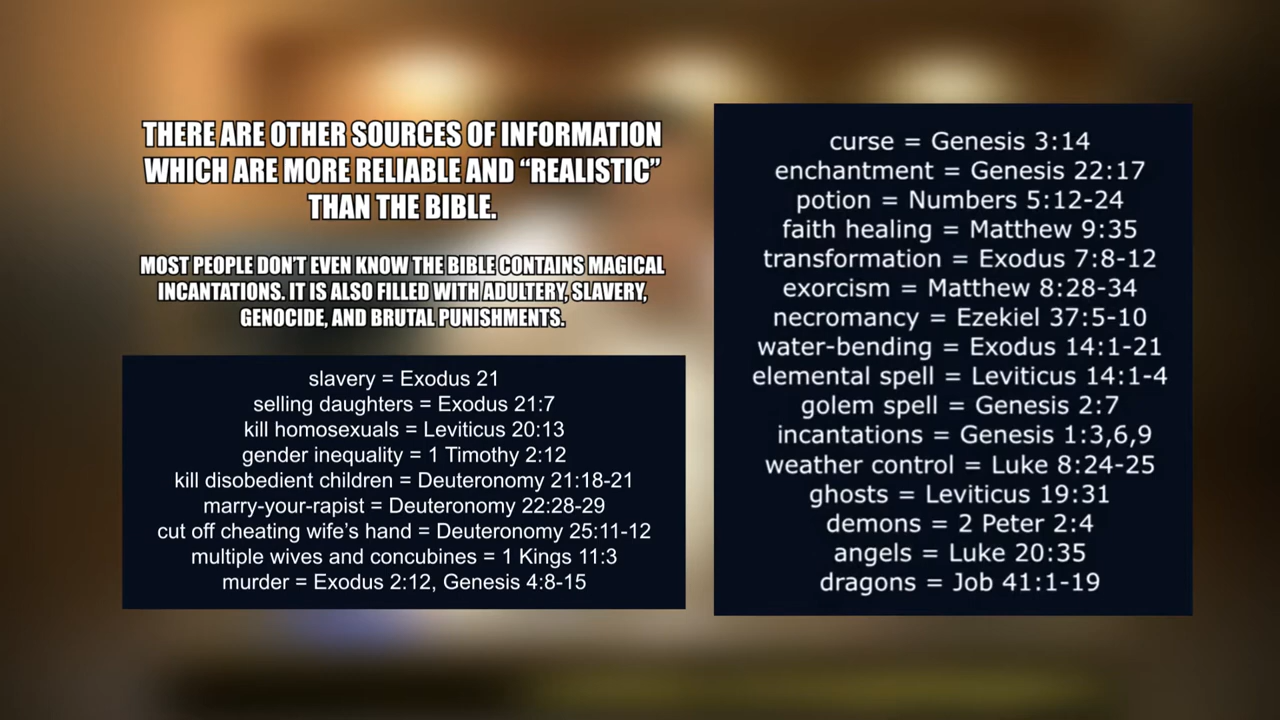 THERE ARE OTHER SOURCES OF INFORMATION
WHICH ARE MORE RELIABLE AND “REALISTIC”
THAN THE BIBLE.
MOST PEOPLE DON'T EVEN KNOW THE BIBLE CONTAINS MAGICAL
INCANTATIONS. IT IS ALSO FILLED WITH ADULTERY, SLAVERY,
GENOCIDE, AND BRUTAL PUNISHMENTS.
slavery = Exodus 21
selling daughters = Exodus 21:7
kill homosexuals = Leviticus 20:13
gender inequality = 1 Timothy 2:12
kill disobedient children = Deuteronomy 21:18-21
marry-your-rapist = Deuteronomy 22:28-29
cut off cheating wife’s hand = Deuteronomy 25:11-12
multiple wives and concubines = 1 Kings 11:3
murder = Exodus 2:12, Genesis 4:8-15
curse = Genesis 3:14
enchantment = Genesis 22:17
potion = Numbers 5:12-24
faith healing = Matthew 9:35
transformation = Exodus 7:8-12
exorcism = Matthew 8:28-34
necromancy = Ezekiel 37:5-10
water-bending = Exodus 14:1-21
elemental spell = Leviticus 14:1-4
golem spell = Genesis 2:7
incantations = Genesis 1:3,6,9
weather control = Luke 8:24-25
ghosts = Leviticus 19:31
demons = 2 Peter 2:4
angels = Luke 20:35
dragons = Job 41:1-19